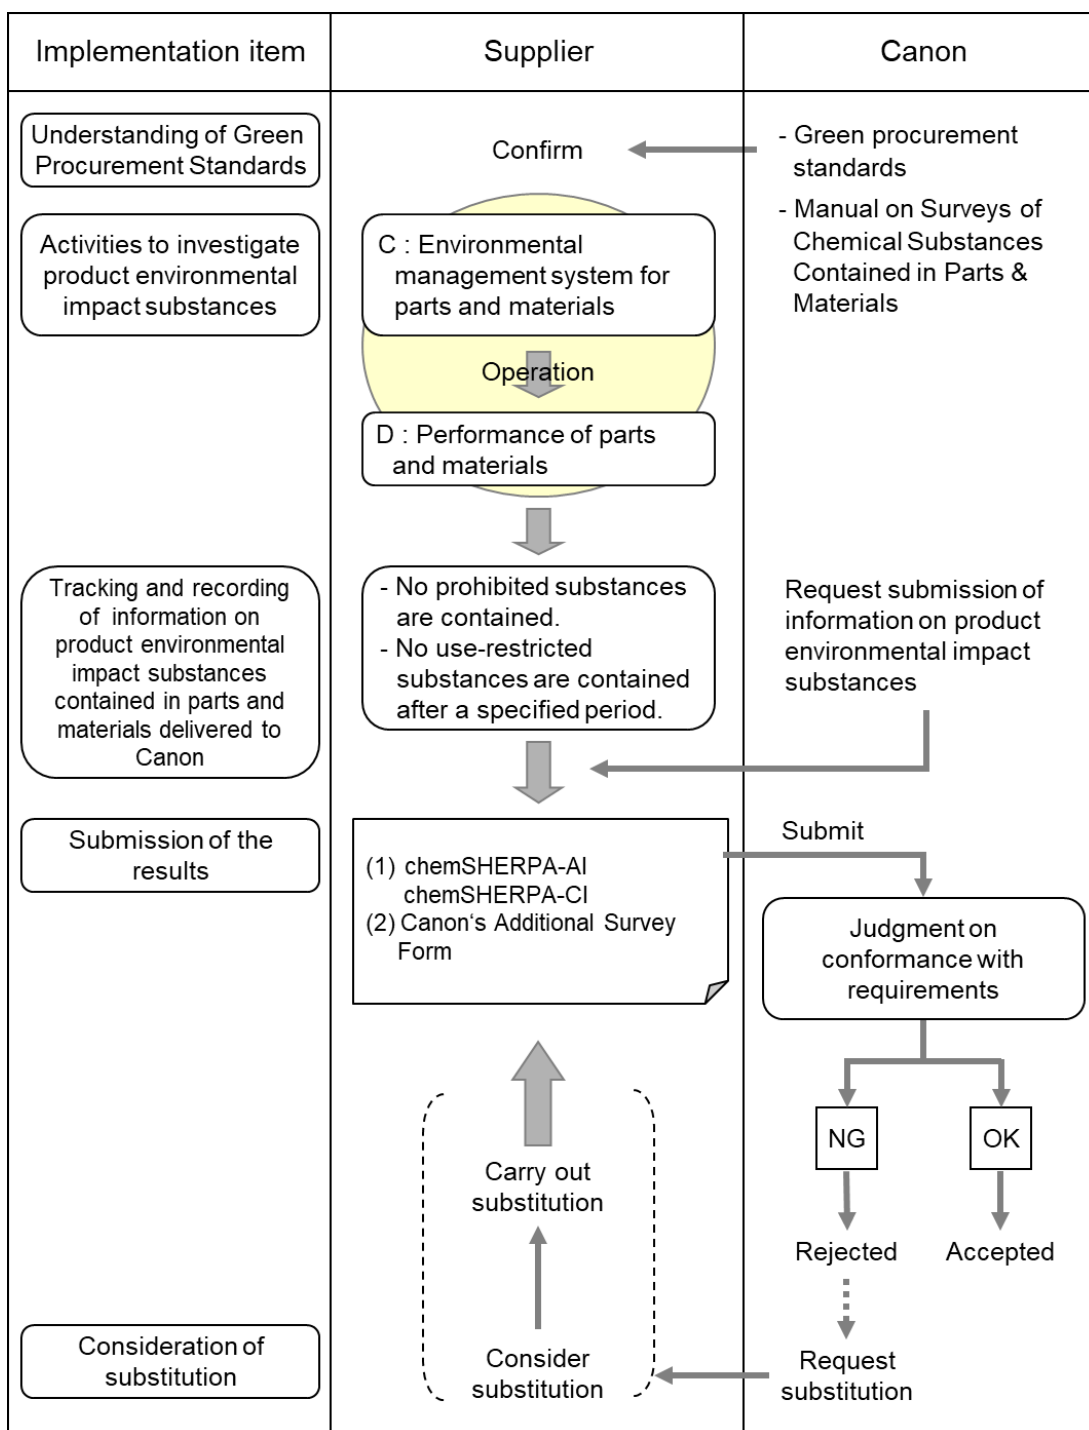 Implementation item
Supplier
Canon
Understanding of Green
Procurement Standards
Confirm
- Green procurement
standards
- Manual on Surveys of
Chemical Substances
Contained in Parts &
Materials
Activities to investigate
product environmental
impact substances
C : Environmental
management system for
parts and materials
Operation
D : Performance of parts
and materials
Tracking and recording
of information on
product environmental
impact substances
contained in parts and
materials delivered to
Canon
- No prohibited substances
are contained.
- No use-restricted
substances are contained
after a specified period.
Request submission of
information on product
environmental impact
substances
Submission of the
results
(1) chemSHERPA-AI
chemSHERPA-CI
(2) Canon‘s Additional Survey
Form
Submit
Judgment on
conformance with
requirements
NG
OK
Rejected
Accepted
Carry out
substitution
Consideration of
substitution
Consider
substitution
Request
substitution